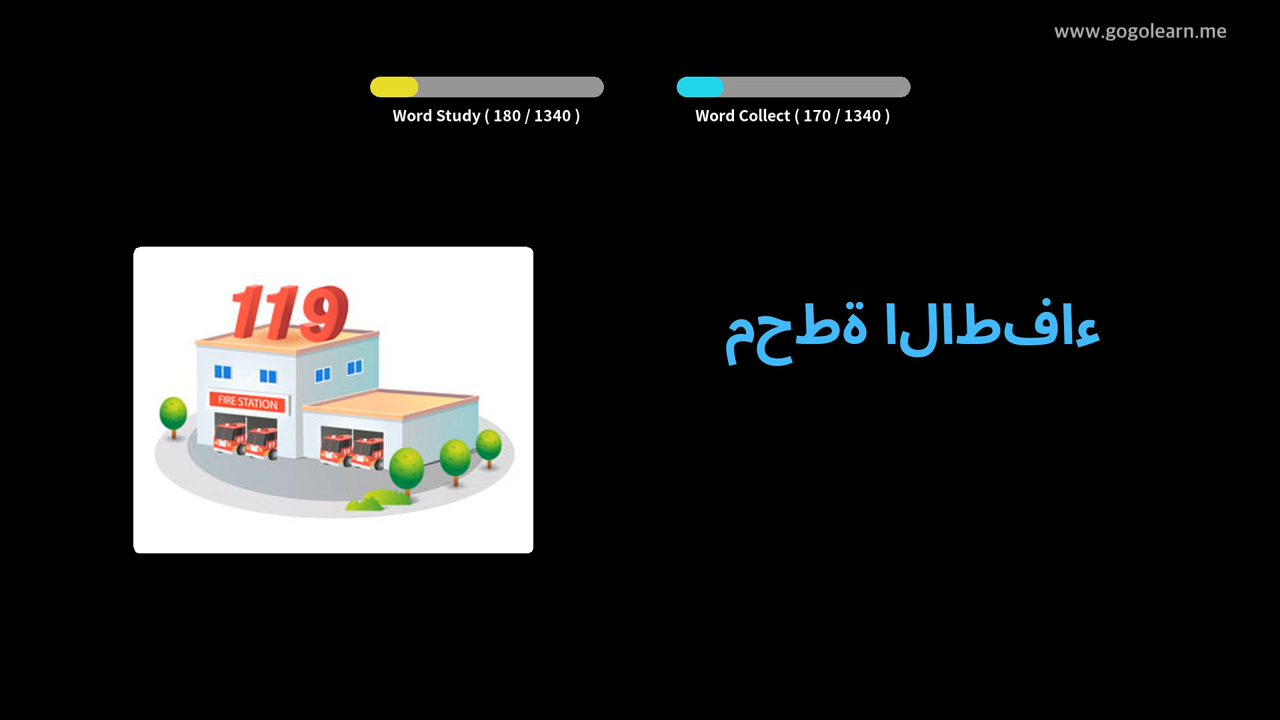 www.gogolearn.me
Word Study ( 180 / 1340 )
Word Collect ( 170 / 1340 )
119
FIRE STATION
محطة الاطفاء